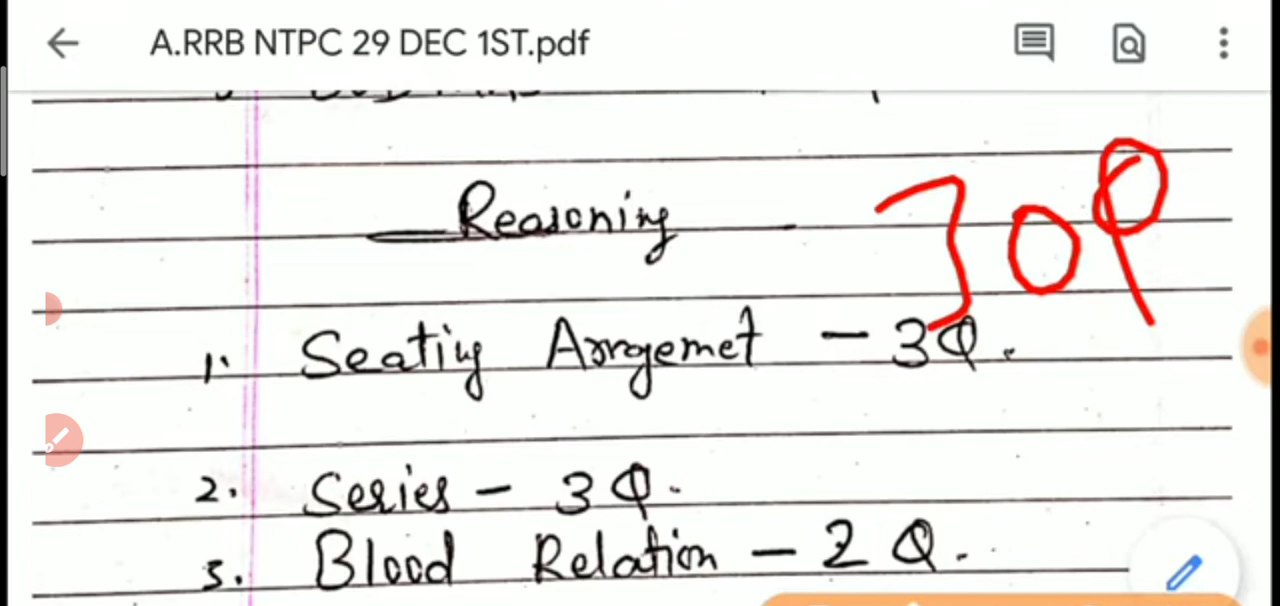 A.RRB NTPC 29 DEC 1ST.pdf
Reasoning
30Q
1. Seating Arrgemet - 3Q.
2. Series - 3Q.
3. Blood Relation - 2Q.